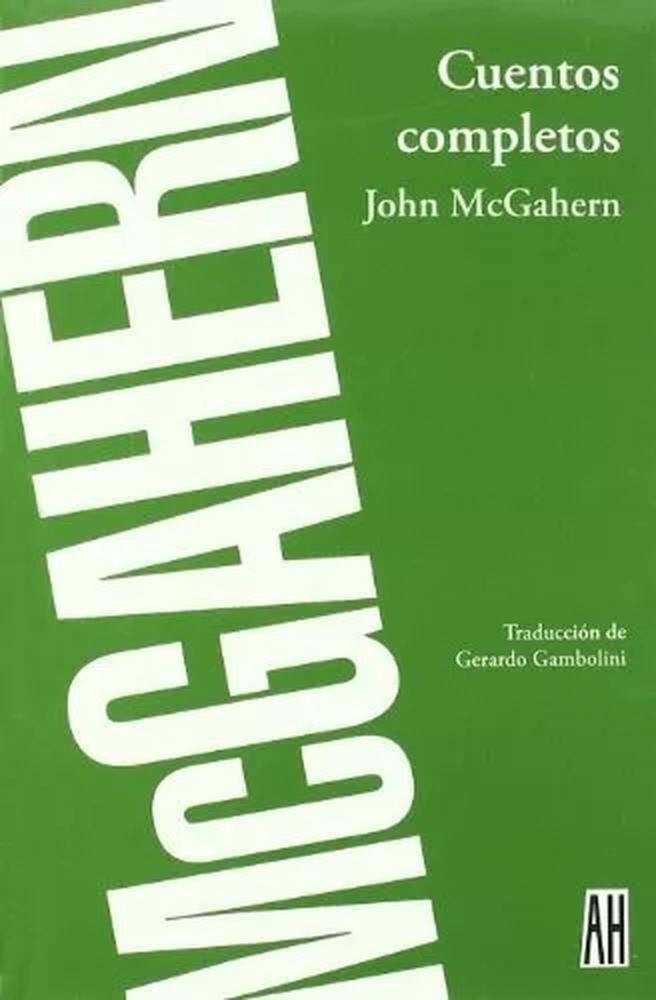 Cuentos
completos
John McGahern
MCGAHERN
Traducción de
Gerardo Gambolini
AH